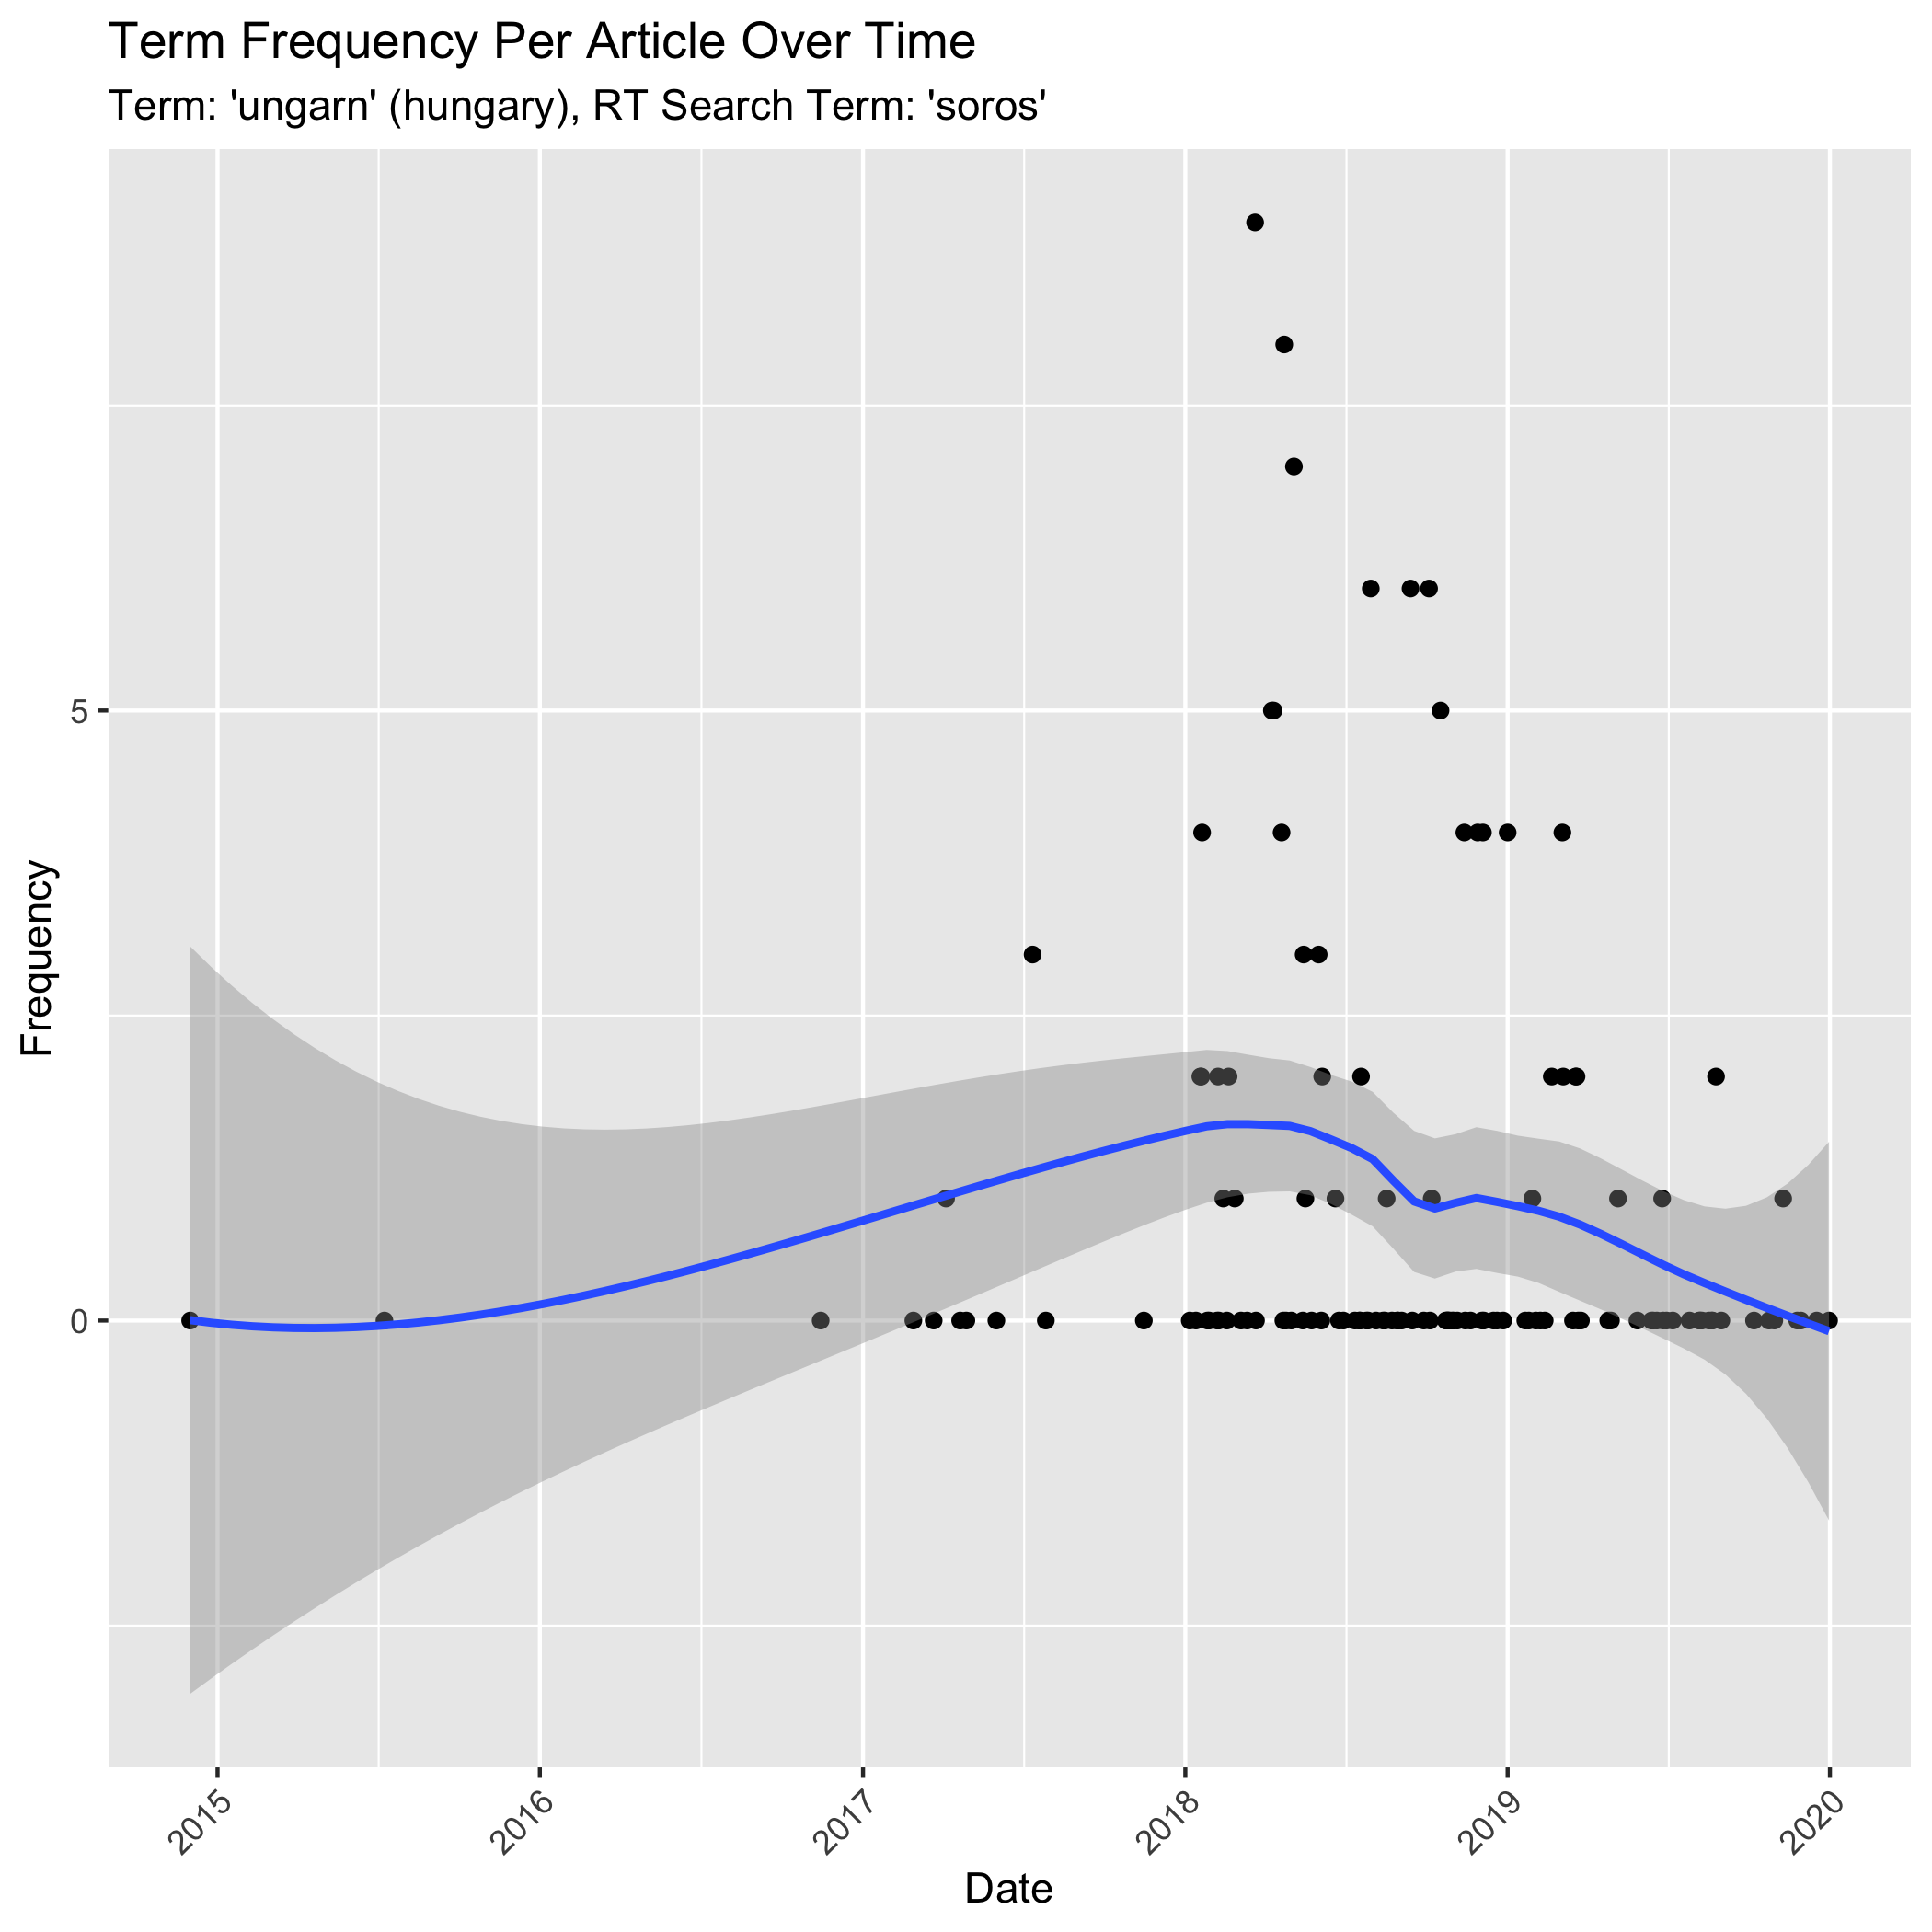 Term Frequency Per Article Over Time
Term: 'ungarn' (hungary), RT Search Term: 'soros'
Frequency
5
0
2015
2016
2017
2018
2019
2020
Date